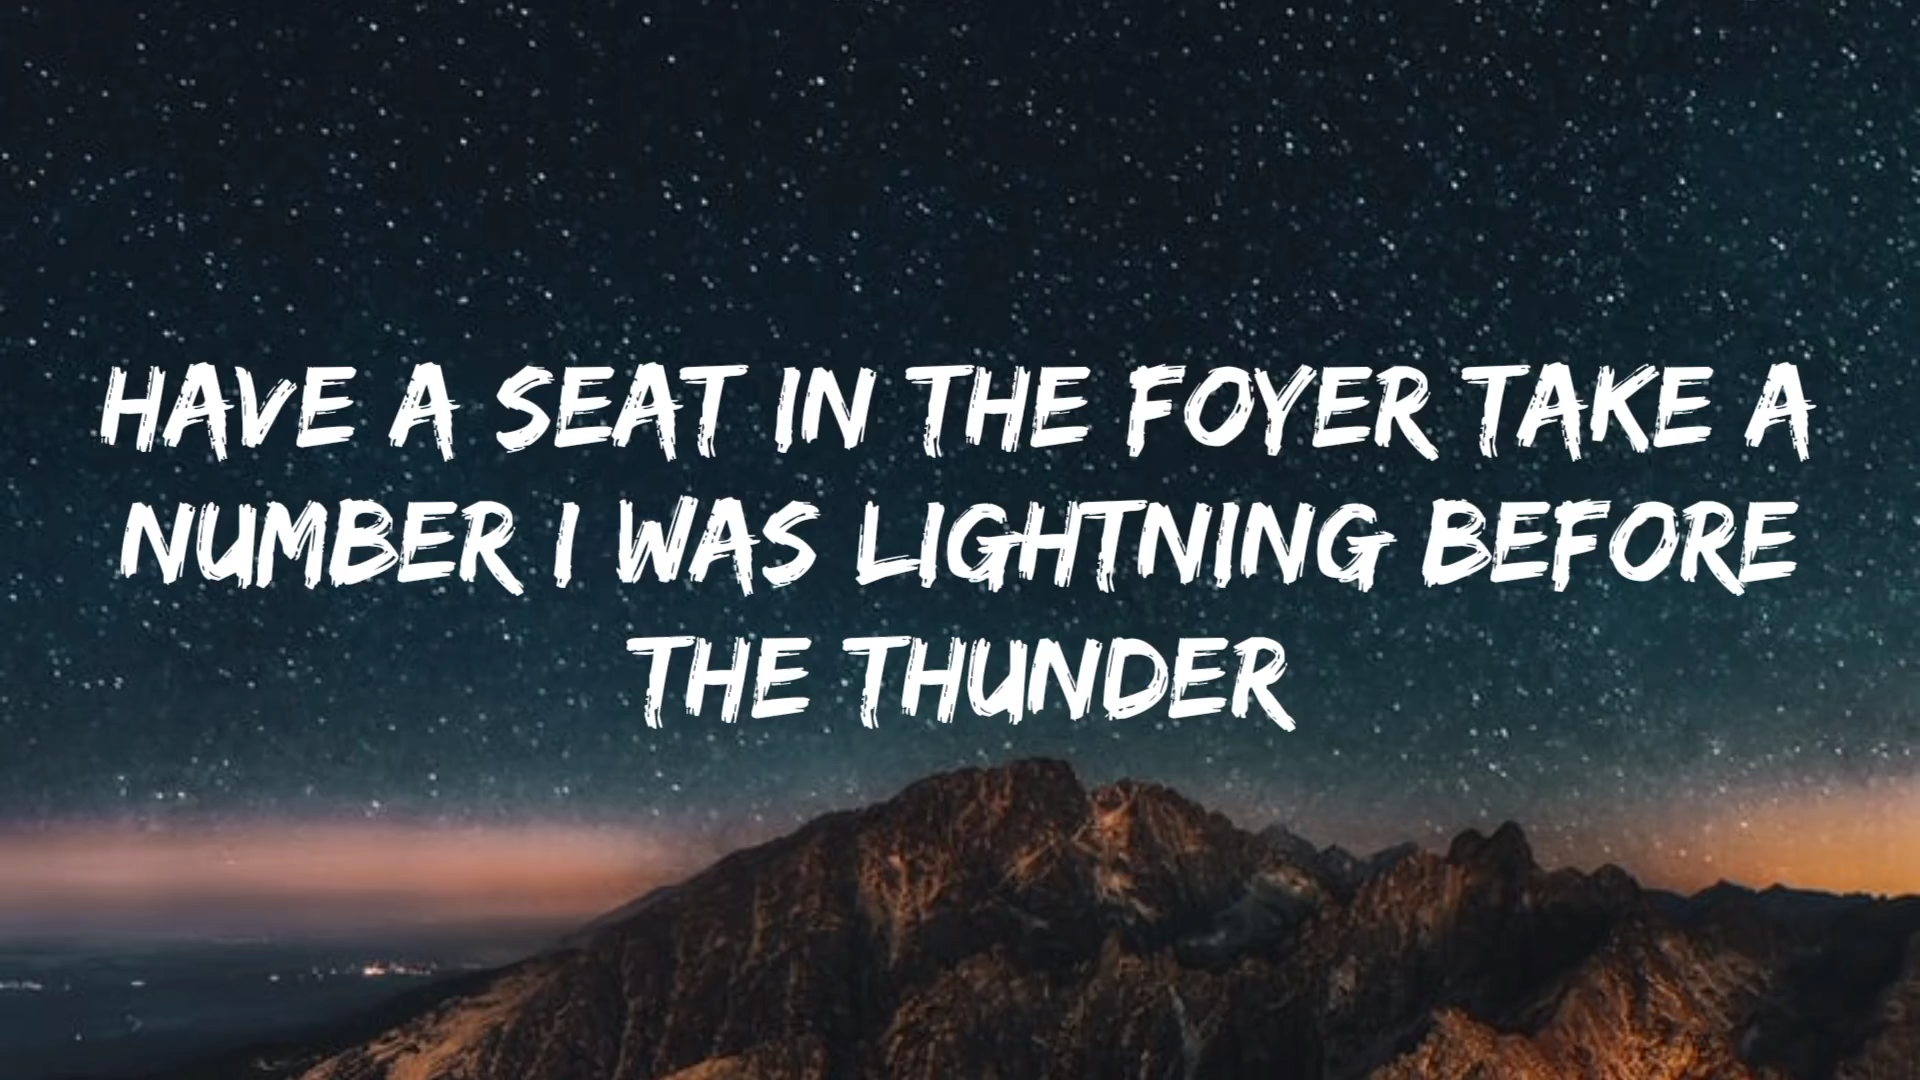 HAVE A SEAT IN THE FOYER TAKE A
NUMBER I WAS LIGHTNING BEFORE
THE THUNDER